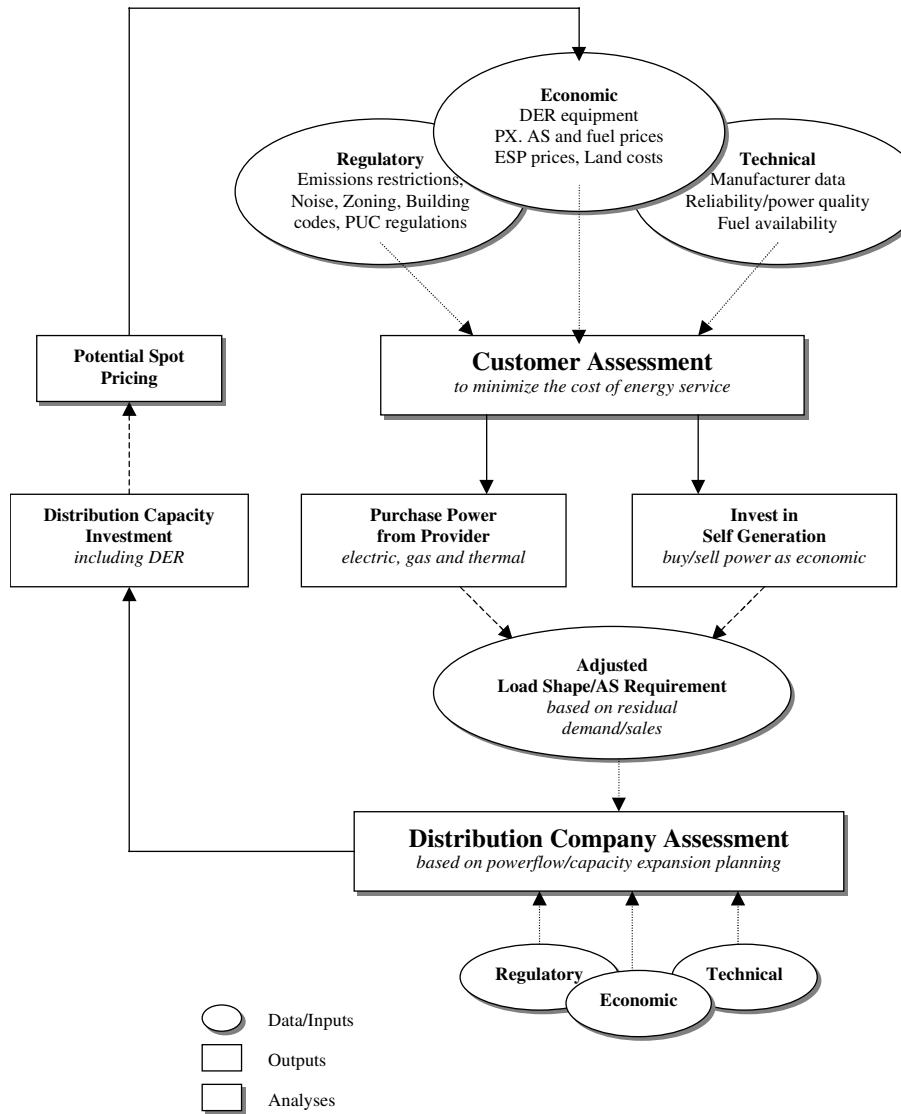 Economic
DER equipment
PX. AS and fuel prices
ESP prices, Land costs
Regulatory
Emissions restrictions,
Noise, Zoning, Building
codes, PUC regulations
Technical
Manufacturer data
Reliability/power quality
Fuel availability
Potential Spot
Pricing
Customer Assessment
to minimize the cost of energy service
Distribution Capacity
Investment
including DER
Purchase Power
from Provider
electric, gas and thermal
Invest in
Self Generation
buy/sell power as economic
Adjusted
Load Shape/AS Requirement
based on residual
demand/sales
Distribution Company Assessment
based on powerflow/capacity expansion planning
Regulatory
Economic
Technical
Data/Inputs
Outputs
Analyses